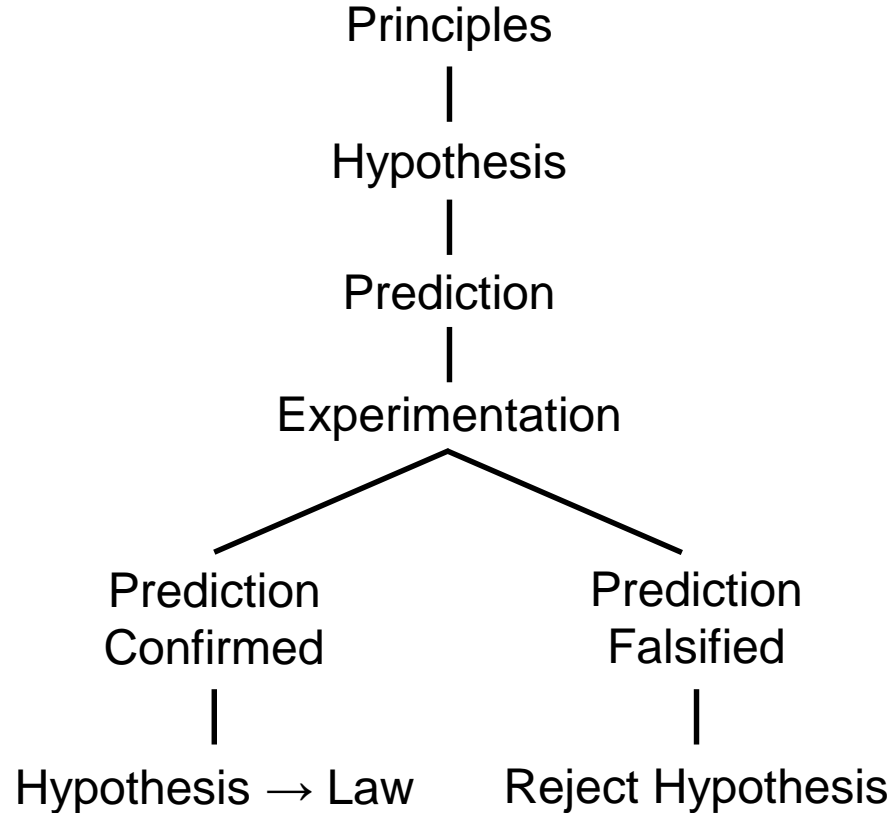 Principles
Hypothesis
Prediction
Experimentation
Prediction
Confirmed
Prediction
Falsified
Hypothesis → Law
Reject Hypothesis